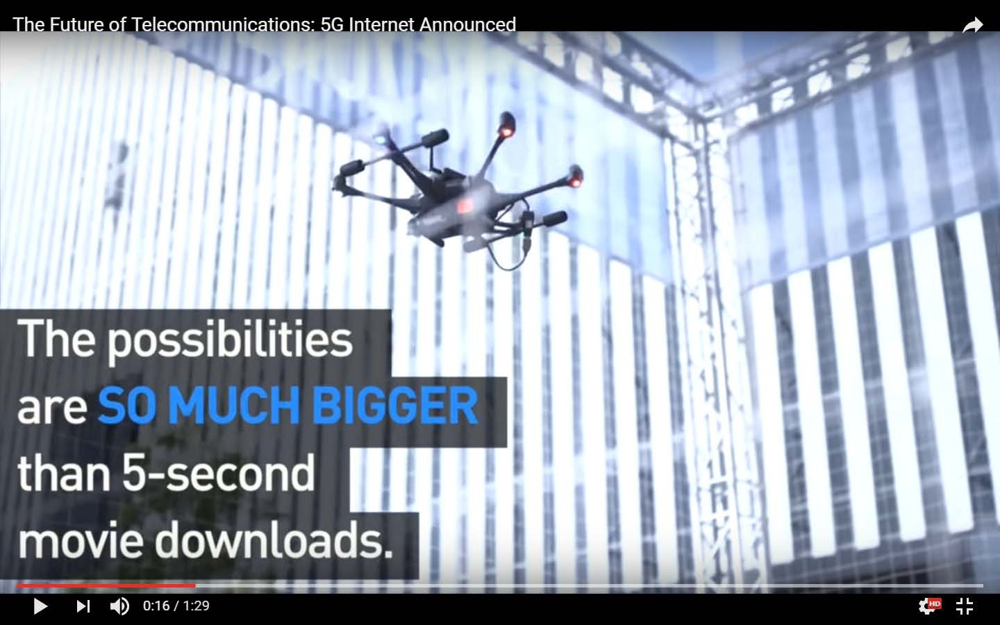 The Future of Telecommunications: 5G Internet Announced
The possibilities
are SO MUCH BIGGER
than 5-second
movie downloads.
0:16 / 1:29
HD